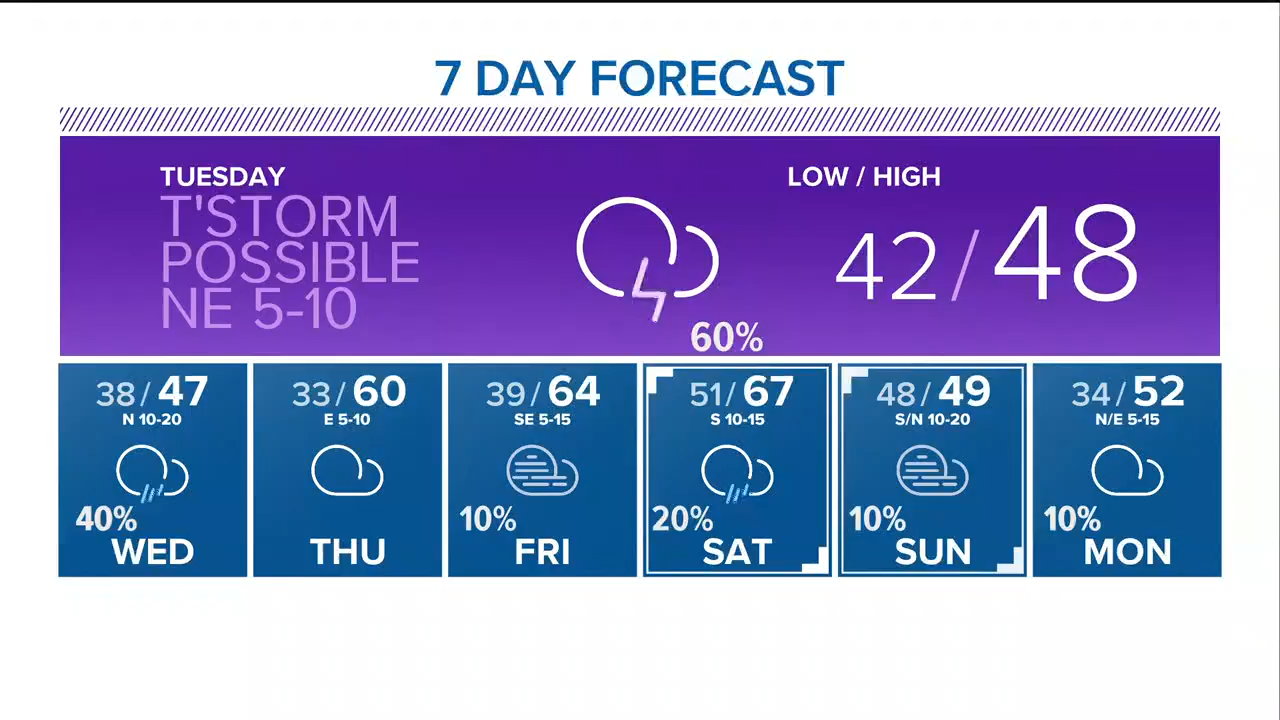 7 DAY FORECAST
TUESDAY
T'STORM
POSSIBLE
NE 5-10
60%
LOW / HIGH
42/48
38/47
N 10-20
40%
WED
33/60
E 5-10
THU
39/64
SE 5-15
10%
FRI
51/67
S 10-15
20%
SAT
48/49
S/N 10-20
10%
SUN
34/52
N/E 5-15
10%
MON